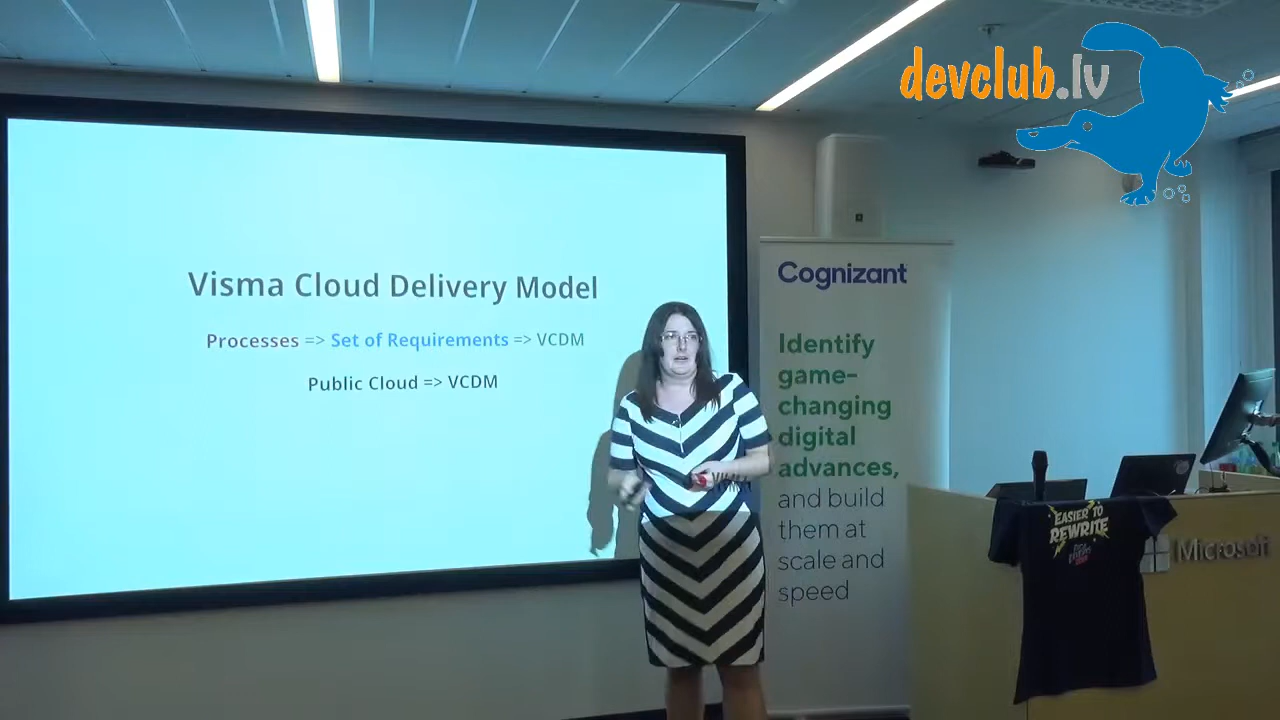 devclub.lv
Visma Cloud Delivery Model
Processes => Set of Requirements => VCDM
Public Cloud => VCDM
Cognizant
Identify
game-
changing
digital
advances,
and build
them at
scale and
speed
VISMA
EASIER TO
REWRITE
Microsoft